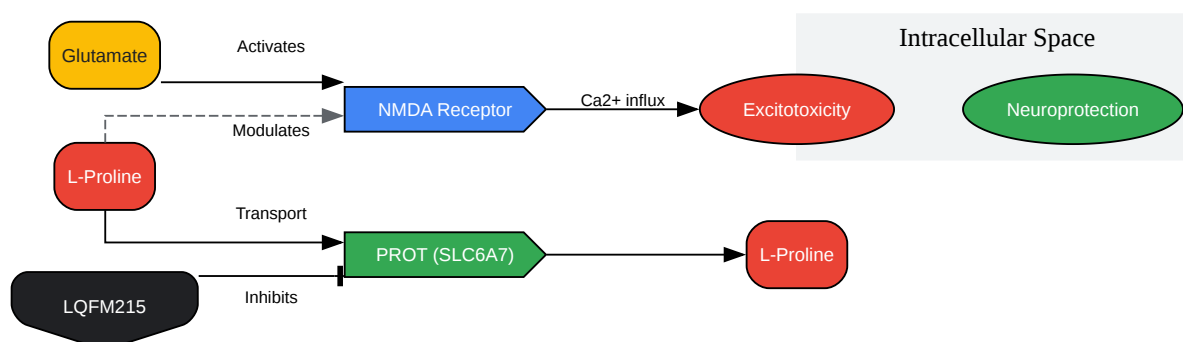 Intracellular Space
Activates
Glutamate
NMDA Receptor
Ca2+ influx
Excitotoxicity
Neuroprotection
Modulates
L-Proline
Transport
PROT (SLC6A7)
L-Proline
Inhibits
LQFM215